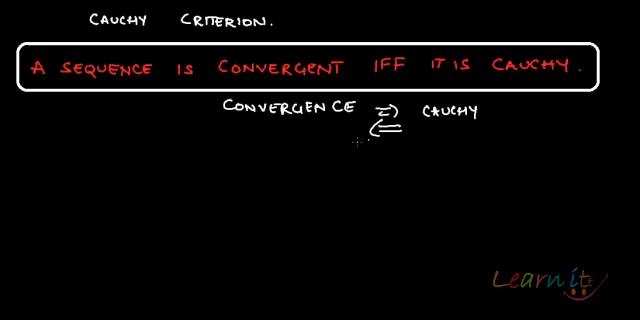 CAUCHY CRITERION.
A SEQUENCE IS CONVERGENT IFF IT IS CAUCHY.
CONVERGENCE ⇒ CAUCHY
⇐
Learnit